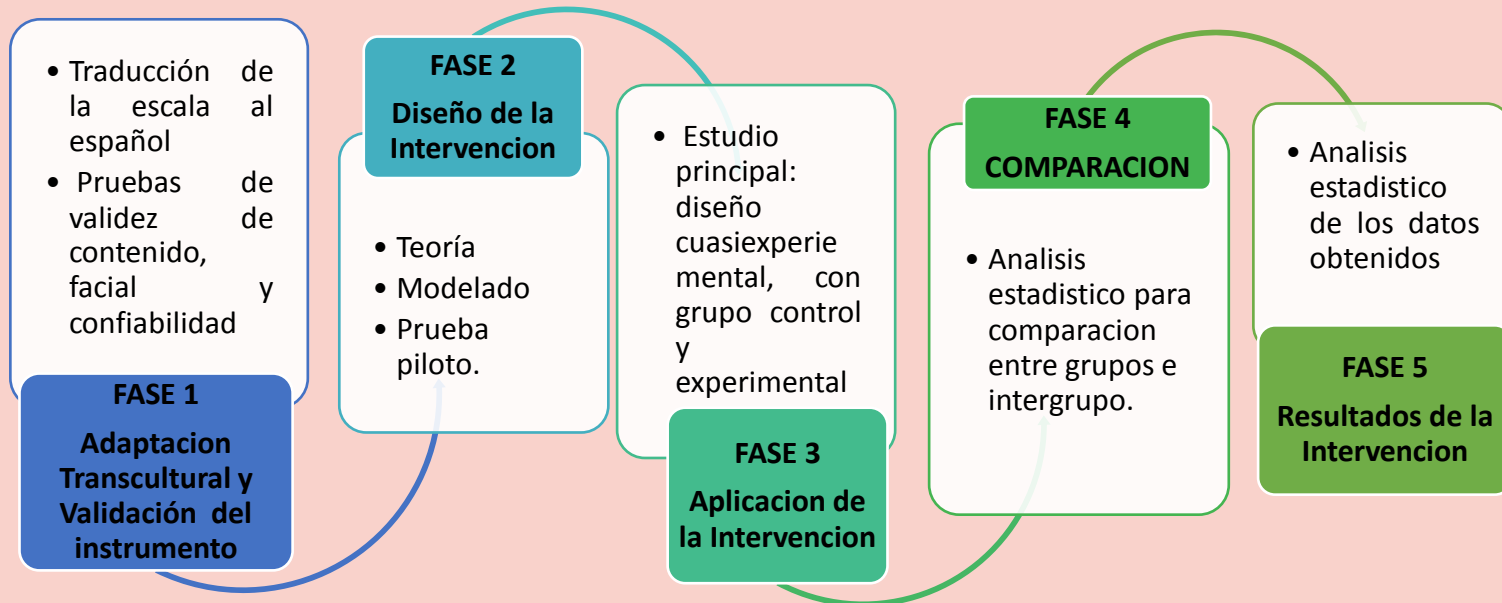 • Traducción de
la escala al
español
• Pruebas de
validez de
contenido,
facial y
confiabilidad
FASE 1
Adaptacion
Transcultural y
Validación del
instrumento
FASE 2
Diseño de la
Intervencion
• Teoría
• Modelado
• Prueba
piloto.
• Estudio
principal:
diseño
cuasiexperie
mental, con
grupo control
y
experimental
FASE 3
Aplicacion de
la Intervencion
FASE 4
COMPARACION
• Analisis
estadistico para
comparacion
entre grupos e
intergrupo.
• Analisis
estadistico
de los datos
obtenidos
FASE 5
Resultados de la
Intervencion